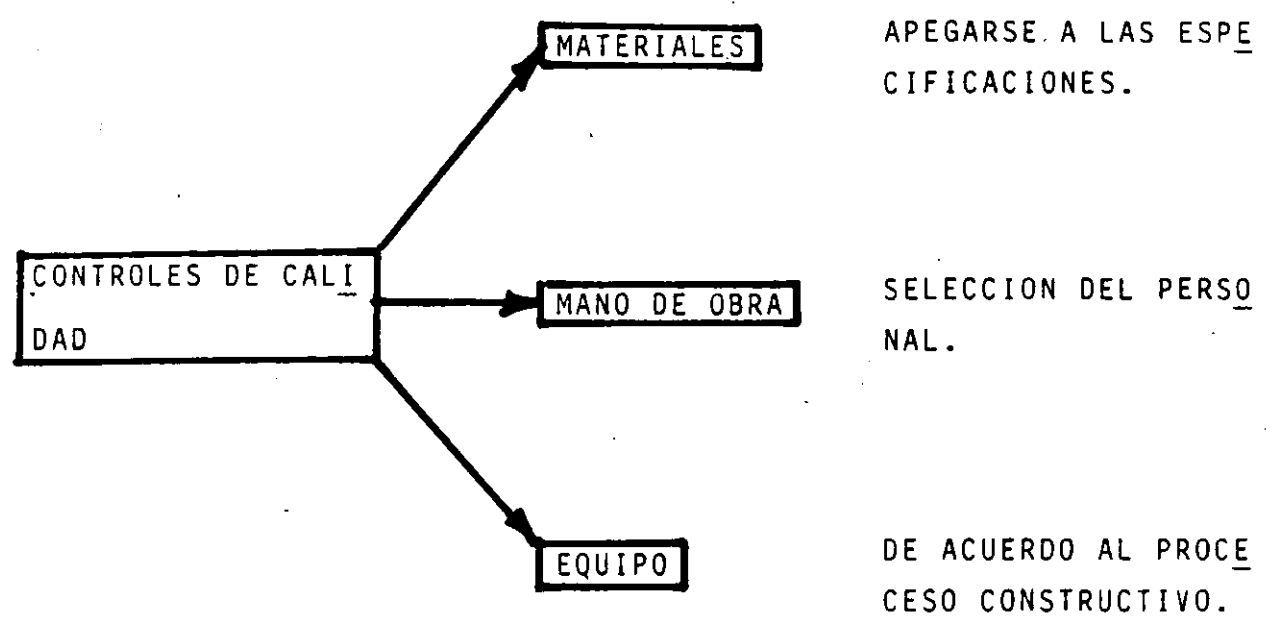 MATERIALES
APEGARSE A LAS ESPE
CIFICACIONES.
CONTROLES DE CALI
DAD
MANO DE OBRA
SELECCION DEL PERSO
NAL.
EQUIPO
DE ACUERDO AL PROCE
CESO CONSTRUCTIVO.